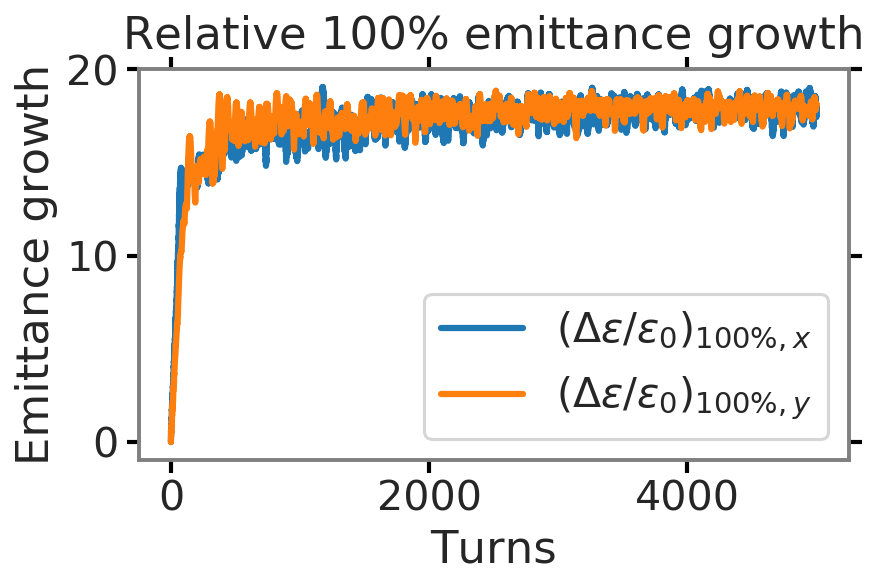 Relative 100% emittance growth
20
10
0
Emittance growth
(Δε/ε₀)₁₀₀%, ₓ
(Δε/ε₀)₁₀₀%, y
0 2000 4000
Turns